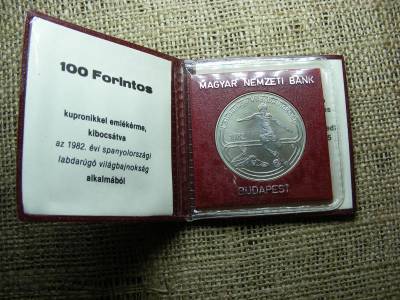 100 Forintos
kupronikkel emlékérme,
kibocsátva
az 1982. évi spanyolországi
labdarúgó világbajnokság
alkalmából
MAGYAR NEMZETI BANK
BUDAPEST